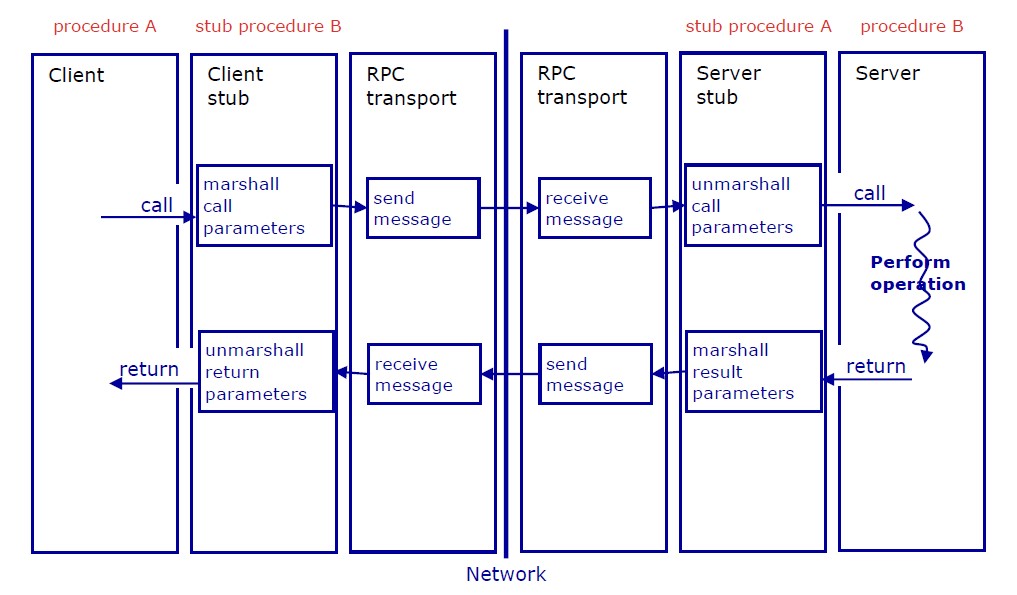 procedure A
stub procedure B
stub procedure A
procedure B
Client
Client
stub
RPC
transport
RPC
transport
Server
stub
Server
call
marshall
call
parameters
send
message
receive
message
unmarshall
call
parameters
call
Perform
operation
return
unmarshall
return
parameters
receive
message
send
message
marshall
result
parameters
return
Network